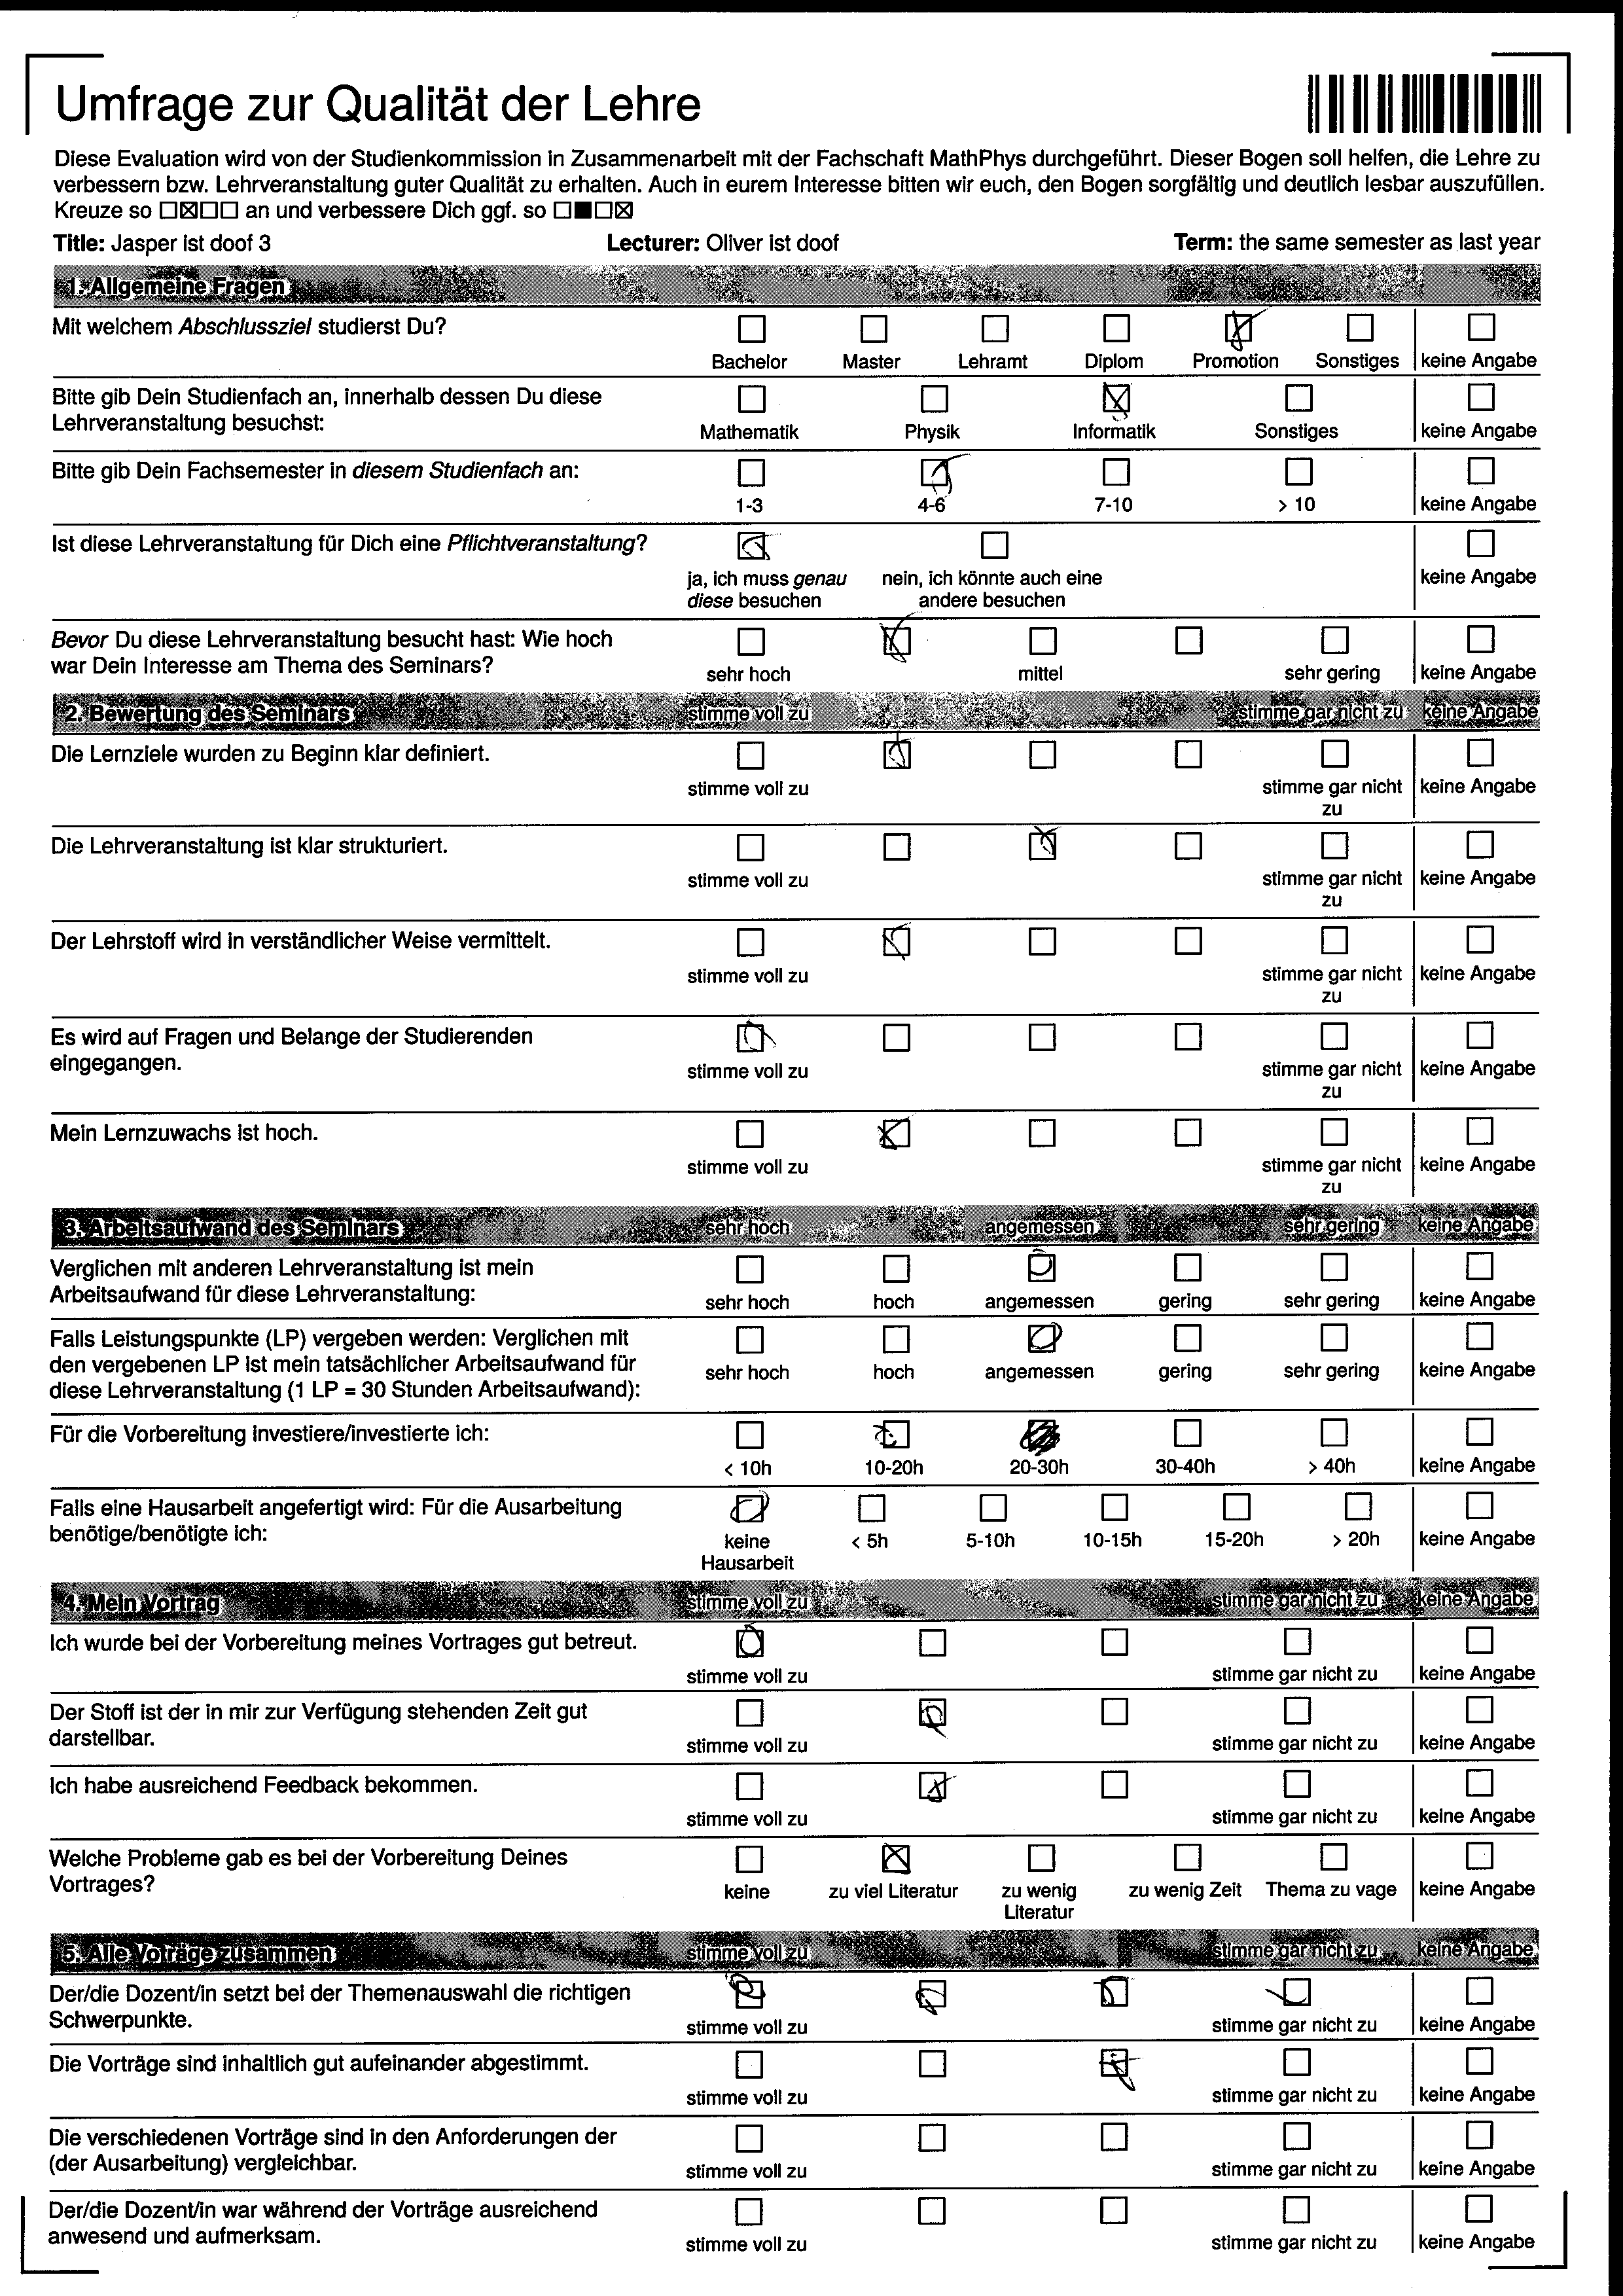 Umfrage zur Qualität der Lehre
Diese Evaluation wird von der Studienkommission in Zusammenarbeit mit der Fachschaft MathPhys durchgeführt. Dieser Bogen soll helfen, die Lehre zu
verbessern bzw. Lehrveranstaltung guter Qualität zu erhalten. Auch in eurem Interesse bitten wir euch, den Bogen sorgfältig und deutlich lesbar auszufüllen.
Kreuze so ☐☒☐☐ an und verbessere Dich ggf. so ☐■☐☒
Title: Jasper ist doof 3 Lecturer: Oliver ist doof Term: the same semester as last year
1. Allgemeine Fragen
Mit welchem Abschlussziel studierst Du?
Bachelor Master Lehramt Diplom Promotion Sonstiges keine Angabe
Bitte gib Dein Studienfach an, innerhalb dessen Du diese
Lehrveranstaltung besuchst:
Mathematik Physik Informatik Sonstiges keine Angabe
Bitte gib Dein Fachsemester in diesem Studienfach an:
1-3 4-6 7-10 > 10 keine Angabe
Ist diese Lehrveranstaltung für Dich eine Pflichtveranstaltung?
ja, ich muss genau nein, ich könnte auch eine keine Angabe
diese besuchen andere besuchen
Bevor Du diese Lehrveranstaltung besucht hast: Wie hoch
war Dein Interesse am Thema des Seminars?
sehr hoch mittel sehr gering keine Angabe
2. Bewertung des Seminars stimme voll zu stimme gar nicht zu keine Angabe
Die Lernziele wurden zu Beginn klar definiert.
stimme voll zu stimme gar nicht keine Angabe
zu
Die Lehrveranstaltung ist klar strukturiert.
stimme voll zu stimme gar nicht keine Angabe
zu
Der Lehrstoff wird in verständlicher Weise vermittelt.
stimme voll zu stimme gar nicht keine Angabe
zu
Es wird auf Fragen und Belange der Studierenden
eingegangen.
stimme voll zu stimme gar nicht keine Angabe
zu
Mein Lernzuwachs ist hoch.
stimme voll zu stimme gar nicht keine Angabe
zu
3. Arbeitsaufwand des Seminars sehr hoch angemessen sehr gering keine Angabe
Verglichen mit anderen Lehrveranstaltung ist mein
Arbeitsaufwand für diese Lehrveranstaltung:
sehr hoch hoch angemessen gering sehr gering keine Angabe
Falls Leistungspunkte (LP) vergeben werden: Verglichen mit
den vergebenen LP ist mein tatsächlicher Arbeitsaufwand für
diese Lehrveranstaltung (1 LP = 30 Stunden Arbeitsaufwand):
sehr hoch hoch angemessen gering sehr gering keine Angabe
Für die Vorbereitung investiere/investierte ich:
< 10h 10-20h 20-30h 30-40h > 40h keine Angabe
Falls eine Hausarbeit angefertigt wird: Für die Ausarbeitung
benötige/benötigte ich:
keine < 5h 5-10h 10-15h 15-20h > 20h keine Angabe
Hausarbeit
4. Mein Vortrag stimme voll zu stimme gar nicht zu keine Angabe
Ich wurde bei der Vorbereitung meines Vortrages gut betreut.
stimme voll zu stimme gar nicht zu keine Angabe
Der Stoff ist der in mir zur Verfügung stehenden Zeit gut
darstellbar.
stimme voll zu stimme gar nicht zu keine Angabe
Ich habe ausreichend Feedback bekommen.
stimme voll zu stimme gar nicht zu keine Angabe
Welche Probleme gab es bei der Vorbereitung Deines
Vortrages?
keine zu viel Literatur zu wenig zu wenig Zeit Thema zu vage keine Angabe
Literatur
5. Alle Voträge zusammen stimme voll zu stimme gar nicht zu keine Angabe
Der/die Dozent/in setzt bei der Themenauswahl die richtigen
Schwerpunkte.
stimme voll zu stimme gar nicht zu keine Angabe
Die Vorträge sind inhaltlich gut aufeinander abgestimmt.
stimme voll zu stimme gar nicht zu keine Angabe
Die verschiedenen Vorträge sind in den Anforderungen der
(der Ausarbeitung) vergleichbar.
stimme voll zu stimme gar nicht zu keine Angabe
Der/die Dozent/in war während der Vorträge ausreichend
anwesend und aufmerksam.
stimme voll zu stimme gar nicht zu keine Angabe